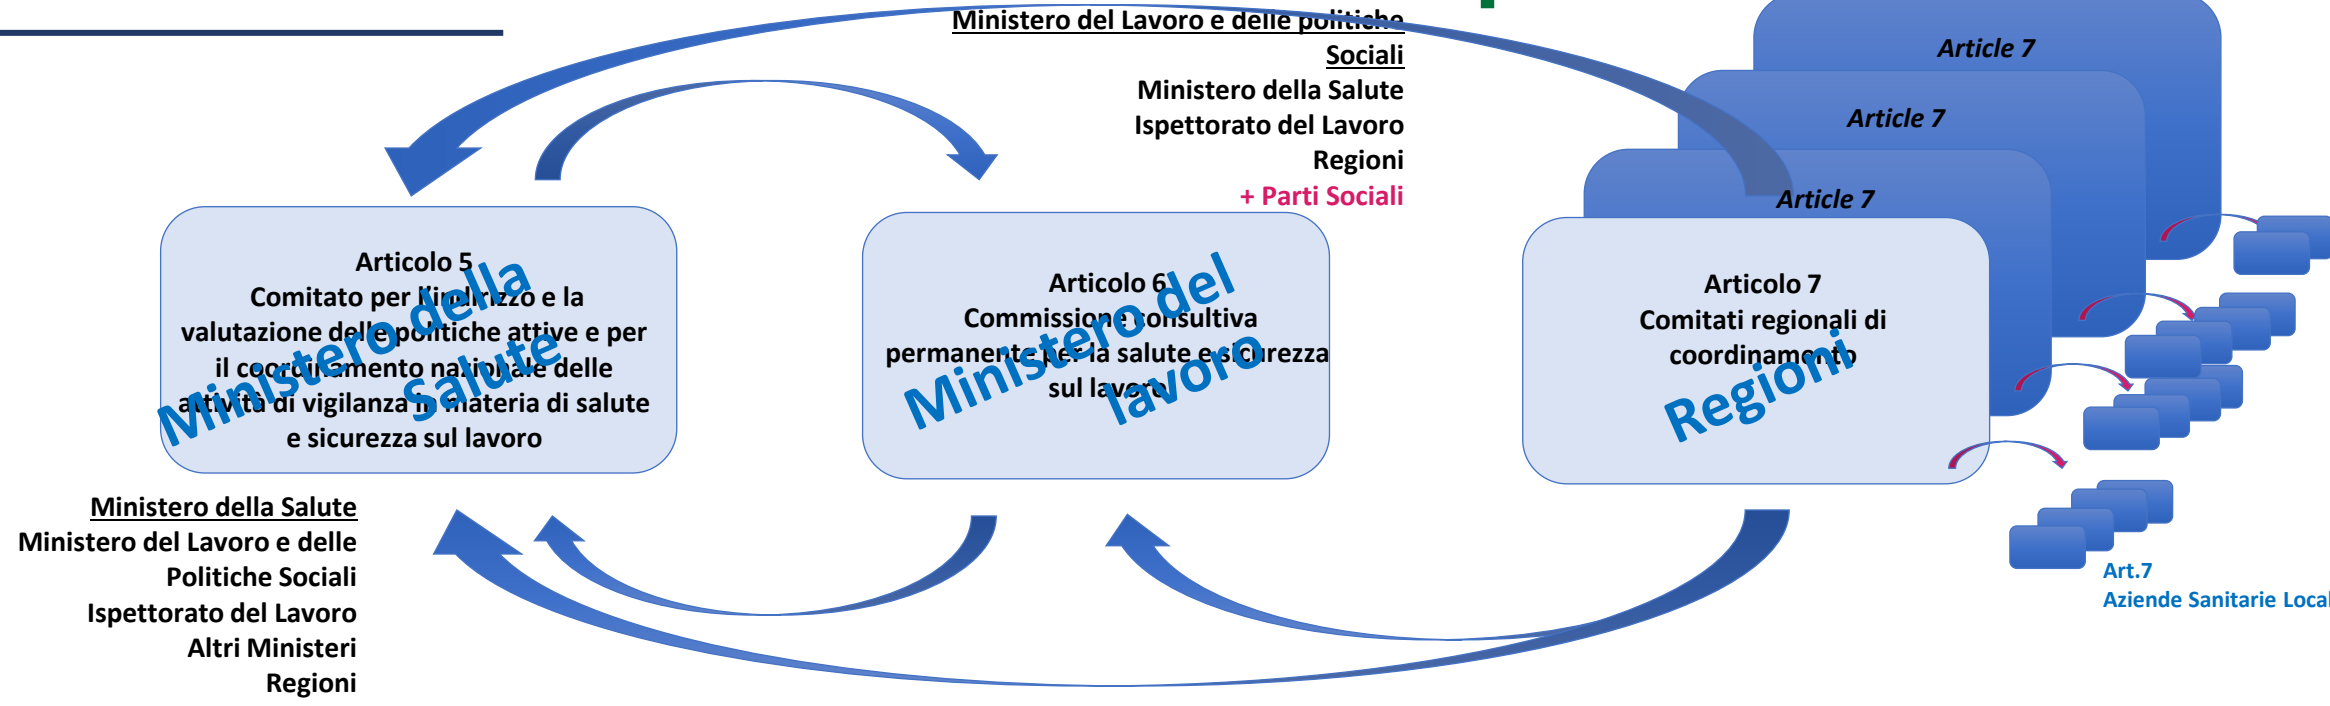 Ministero del Lavoro e delle politiche
Sociali
Ministero della Salute
Ispettorato del Lavoro
Regioni
+ Parti Sociali
Article 7
Article 7
Article 7
Articolo 5
Comitato per l'indirizzo e la
valutazione delle politiche attive e per
il coordinamento nazionale delle
attività di vigilanza in materia di salute
e sicurezza sul lavoro
Ministero della
Salute
Articolo 6
Commissione consultiva
permanente per la salute e sicurezza
sul lavoro
Ministero del
lavoro
Articolo 7
Comitati regionali di
coordinamento
Regioni
Ministero della Salute
Ministero del Lavoro e delle
Politiche Sociali
Ispettorato del Lavoro
Altri Ministeri
Regioni
Art.7
Aziende Sanitarie Local